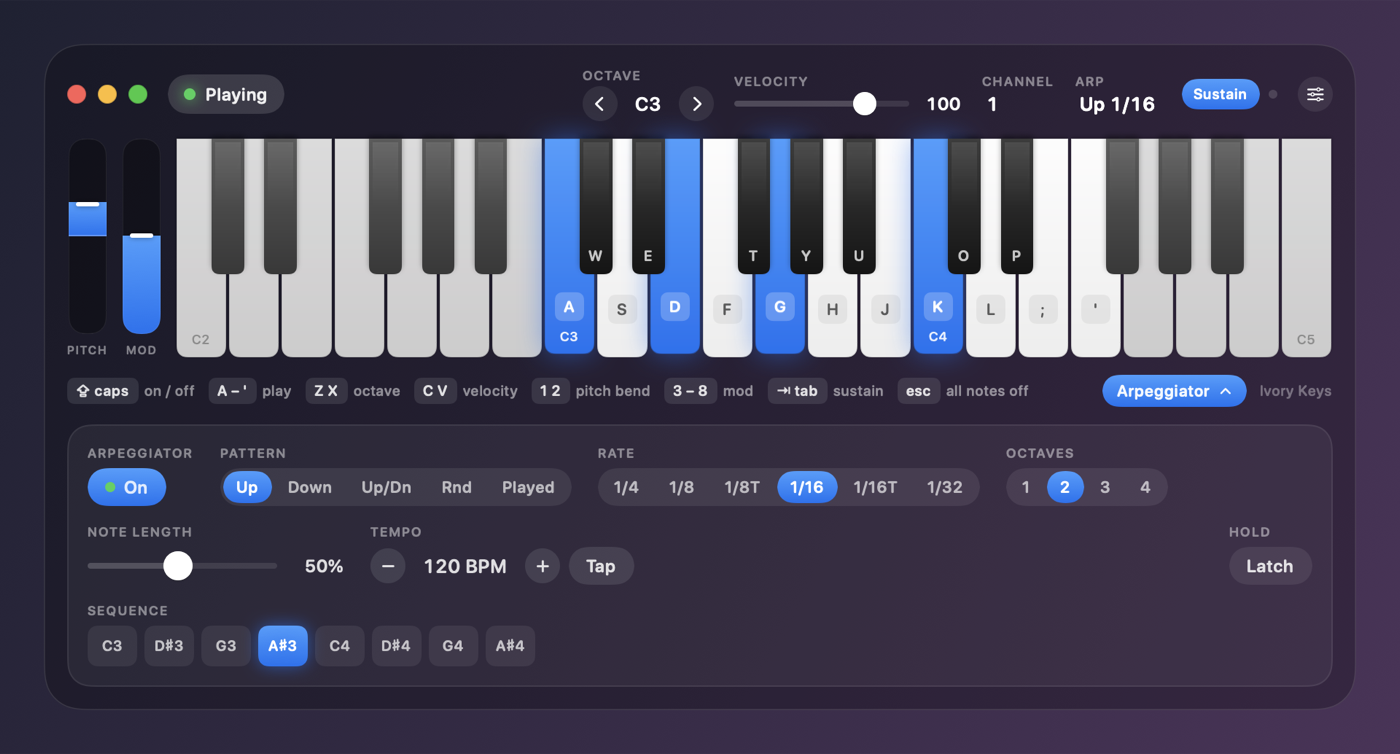 Playing
OCTAVE
C3
VELOCITY
100
CHANNEL
1
ARP
Up 1/16
Sustain
W E T Y U O P
A S D F G H J K L ; '
C2 C3 C4 C5
PITCH MOD
⇪ caps on / off A – ' play Z X octave C V velocity 1 2 pitch bend 3 – 8 mod ⇥ tab sustain esc all notes off Arpeggiator Ivory Keys
ARPEGGIATOR PATTERN RATE OCTAVES
On Up Down Up/Dn Rnd Played 1/4 1/8 1/8T 1/16 1/16T 1/32 1 2 3 4
NOTE LENGTH TEMPO HOLD
50% − 120 BPM + Tap Latch
SEQUENCE
C3 D#3 G3 A#3 C4 D#4 G4 A#4